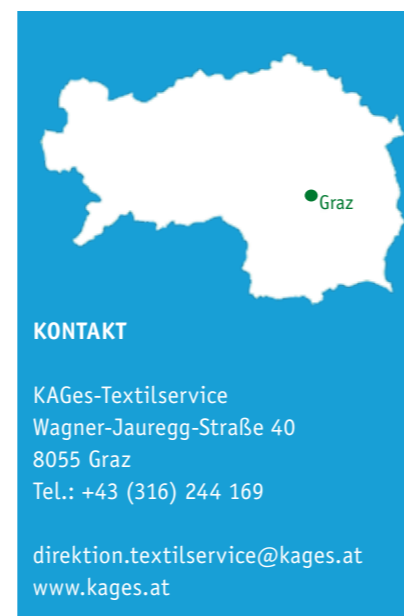 Graz
KONTAKT
KAGes-Textilservice
Wagner-Jauregg-Straße 40
8055 Graz
Tel.: +43 (316) 244 169
direktion.textilservice@kages.at
www.kages.at